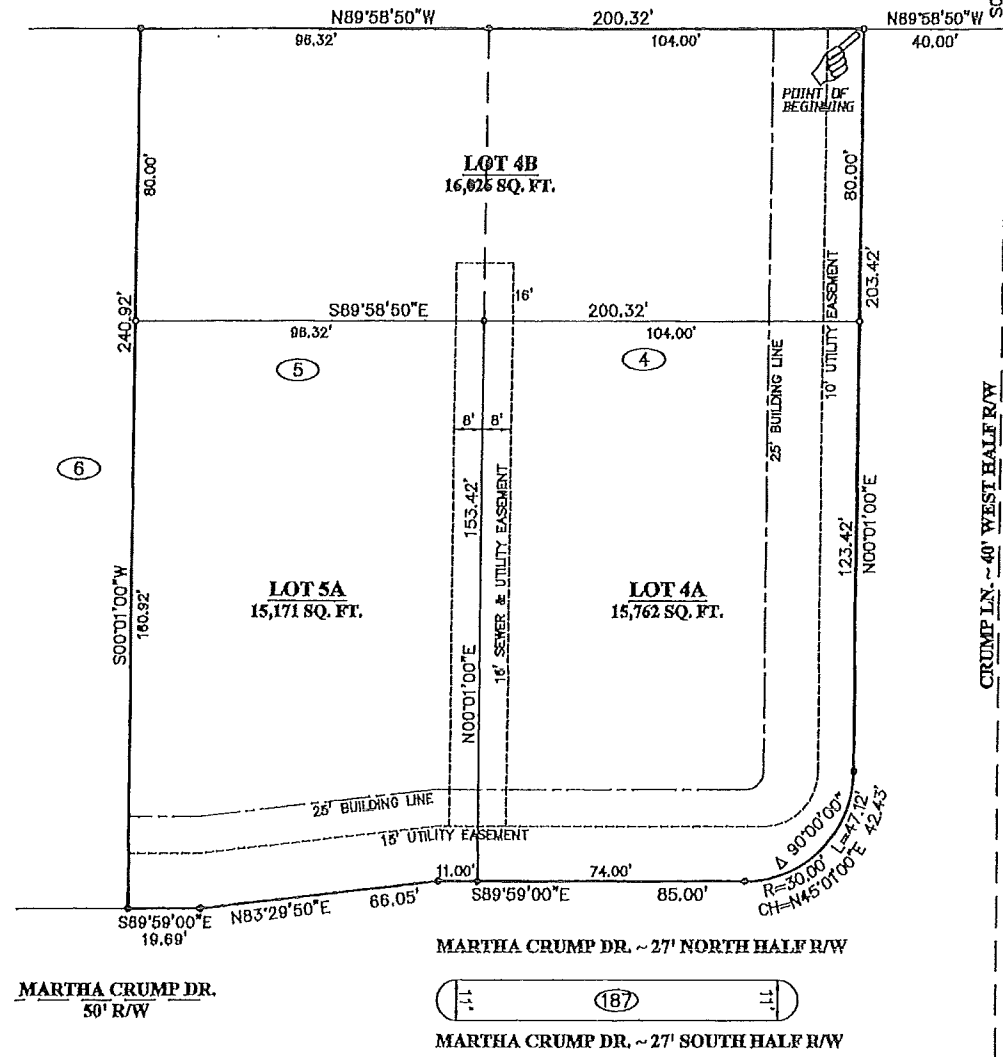 N89°58'50"W 200.32' N89°58'50"W
96.32' 104.00' 40.00'
POINT OF
BEGINNING
LOT 4B
16,026 SQ. FT.
80.00'
80.00'
240.92'
203.42'
10' UTILITY EASEMENT
16'
S89°58'50"E 200.32'
96.32' 104.00'
5
4
25' BUILDING LINE
6
8' 8'
153.42'
16' SEWER & UTILITY EASEMENT
N00°01'00"E
123.42'
N00°01'00"E
CRUMP LN. ~ 40' WEST HALF R/W
S00°01'00"W
160.92'
LOT 5A
15,171 SQ. FT.
LOT 4A
15,762 SQ. FT.
25' BUILDING LINE
15' UTILITY EASEMENT
Δ 90°00'00"
R=30.00' L=47.12'
CH=N45°01'00"E 42.43'
11.00' 74.00'
S89°59'00"E 85.00'
N83°29'50"E 66.05'
S89°59'00"E
19.69'
MARTHA CRUMP DR. ~ 27' NORTH HALF R/W
MARTHA CRUMP DR.
50' R/W
11' 187 11'
MARTHA CRUMP DR. ~ 27' SOUTH HALF R/W